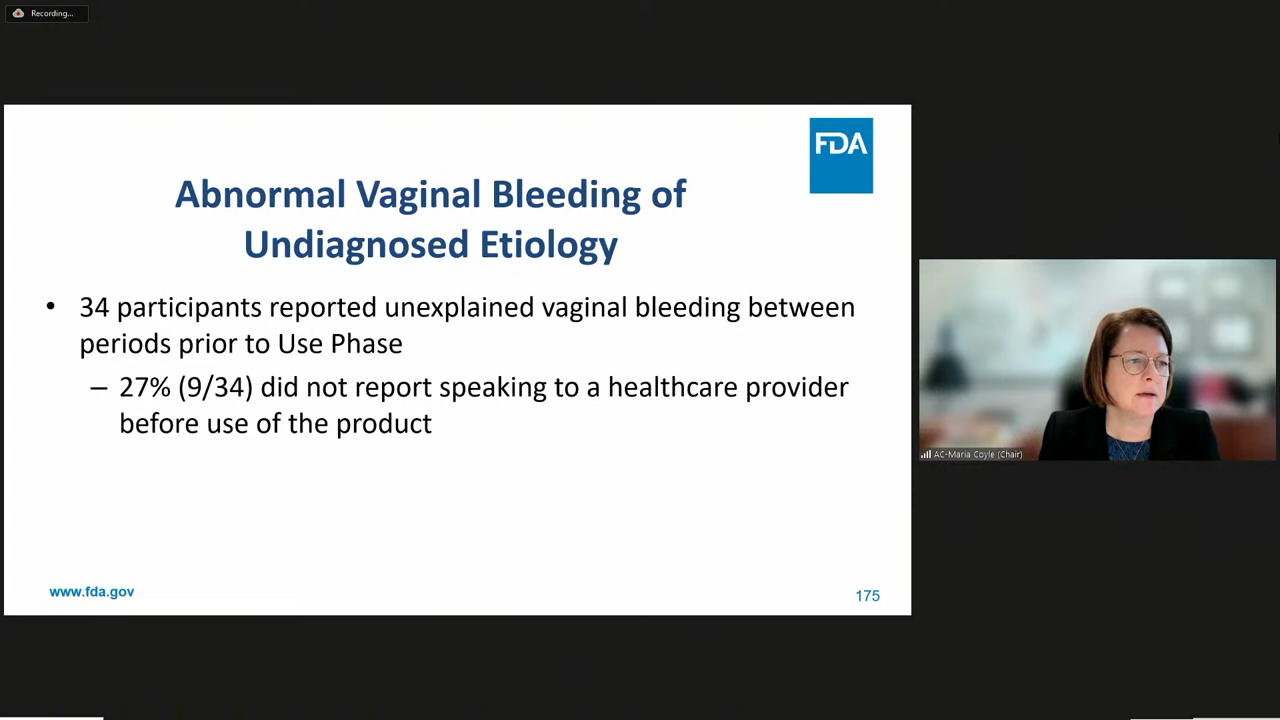 Recording...
FDA
Abnormal Vaginal Bleeding of
Undiagnosed Etiology
• 34 participants reported unexplained vaginal bleeding between
periods prior to Use Phase
– 27% (9/34) did not report speaking to a healthcare provider
before use of the product
AC-Maria Coyle (Chair)
www.fda.gov
175